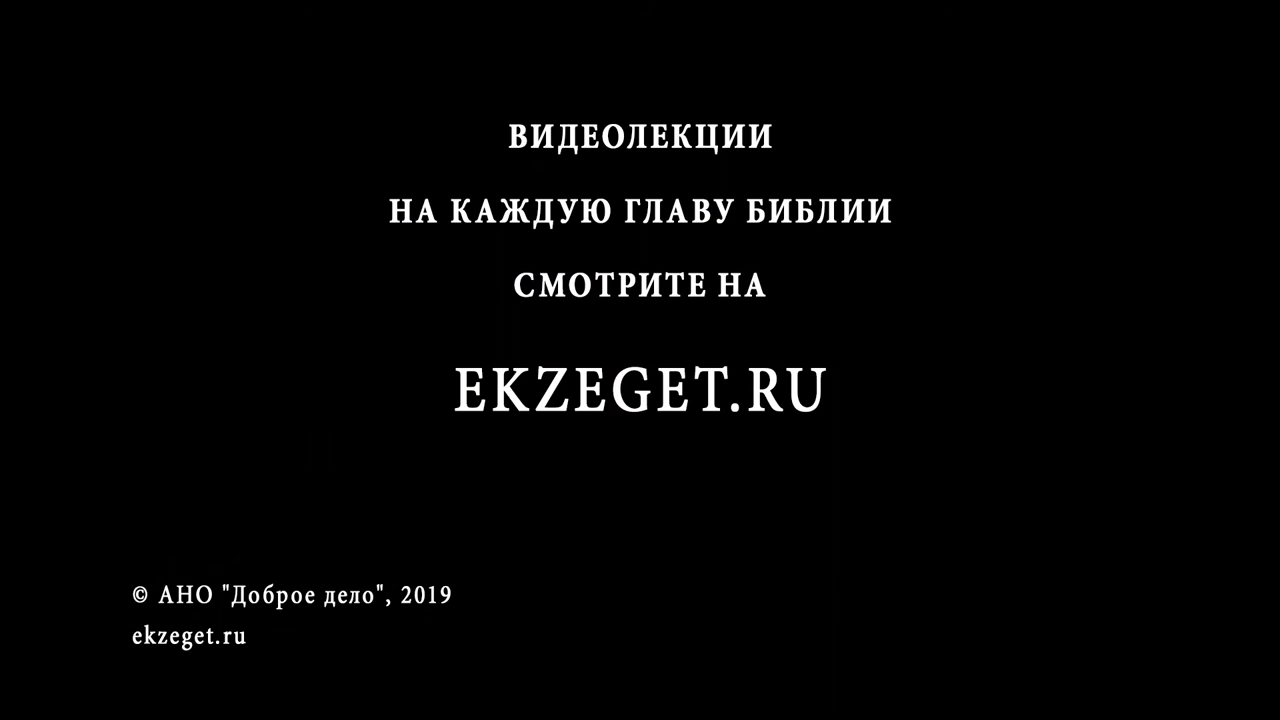 ВИДЕОЛЕКЦИИ
НА КАЖДУЮ ГЛАВУ БИБЛИИ
СМОТРИТЕ НА
EKZEGET.RU
© АНО "Доброе дело", 2019
ekzeget.ru